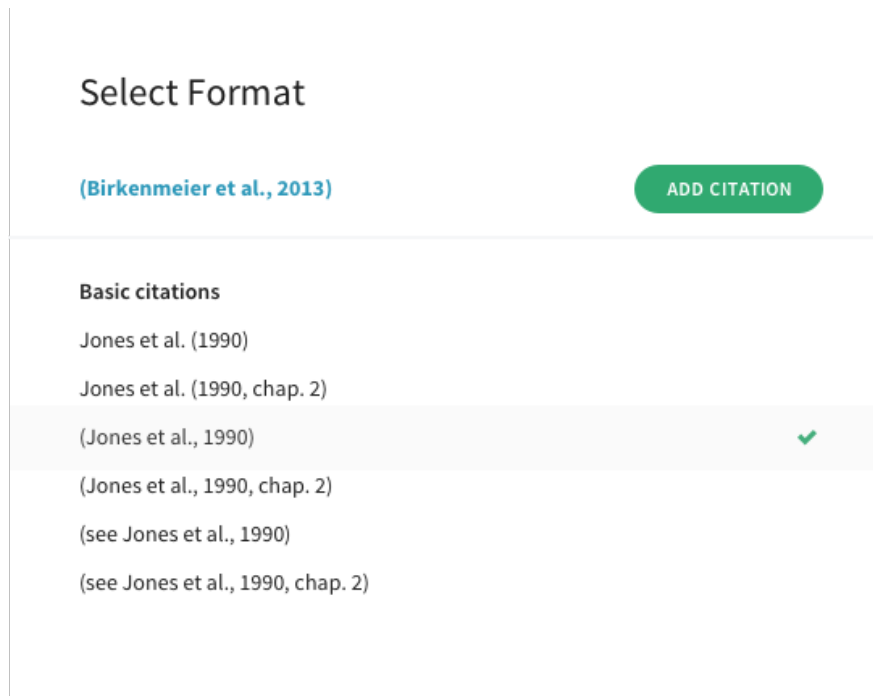 Select Format
(Birkenmeier et al., 2013)
ADD CITATION
Basic citations
Jones et al. (1990)
Jones et al. (1990, chap. 2)
(Jones et al., 1990)
(Jones et al., 1990, chap. 2)
(see Jones et al., 1990)
(see Jones et al., 1990, chap. 2)